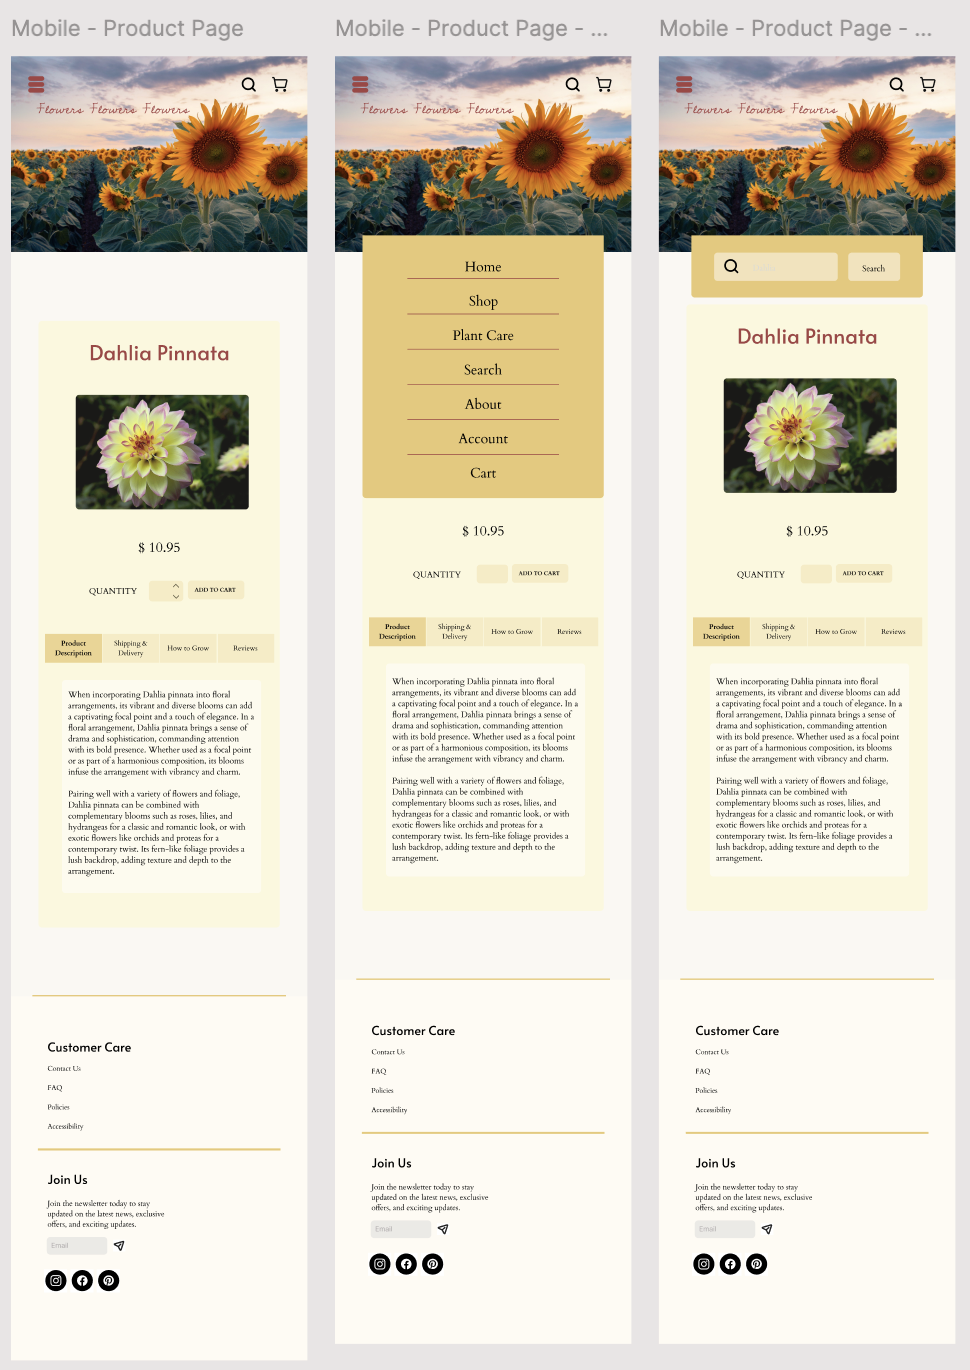 Mobile - Product Page
Flowers Flowers Flowers
Dahlia Pinnata
$ 10.95
QUANTITY
ADD TO CART
Product
Description
Shipping &
Delivery
How to Grow
Reviews
When incorporating Dahlia pinnata into floral
arrangements, its vibrant and diverse blooms can add
a captivating focal point and a touch of elegance. In a
floral arrangement, Dahlia pinnata brings a sense of
drama and sophistication, commanding attention
with its bold presence. Whether used as a focal point
or as part of a harmonious composition, its blooms
infuse the arrangement with vibrancy and charm.
Pairing well with a variety of flowers and foliage,
Dahlia pinnata can be combined with
complementary blooms such as roses, lilies, and
hydrangeas for a classic and romantic look, or with
exotic flowers like orchids and proteas for a
contemporary twist. Its fern-like foliage provides a
lush backdrop, adding texture and depth to the
arrangement.
Customer Care
Contact Us
FAQ
Policies
Accessibility
Join Us
Join the newsletter today to stay
updated on the latest news, exclusive
offers, and exciting updates.
Email
Mobile - Product Page - ...
Flowers Flowers Flowers
Home
Shop
Plant Care
Search
About
Account
Cart
$ 10.95
QUANTITY
ADD TO CART
Product
Description
Shipping &
Delivery
How to Grow
Reviews
When incorporating Dahlia pinnata into floral
arrangements, its vibrant and diverse blooms can add
a captivating focal point and a touch of elegance. In a
floral arrangement, Dahlia pinnata brings a sense of
drama and sophistication, commanding attention
with its bold presence. Whether used as a focal point
or as part of a harmonious composition, its blooms
infuse the arrangement with vibrancy and charm.
Pairing well with a variety of flowers and foliage,
Dahlia pinnata can be combined with
complementary blooms such as roses, lilies, and
hydrangeas for a classic and romantic look, or with
exotic flowers like orchids and proteas for a
contemporary twist. Its fern-like foliage provides a
lush backdrop, adding texture and depth to the
arrangement.
Customer Care
Contact Us
FAQ
Policies
Accessibility
Join Us
Join the newsletter today to stay
updated on the latest news, exclusive
offers, and exciting updates.
Email
Mobile - Product Page - ...
Flowers Flowers Flowers
Search
Dahlia Pinnata
$ 10.95
QUANTITY
ADD TO CART
Product
Description
Shipping &
Delivery
How to Grow
Reviews
When incorporating Dahlia pinnata into floral
arrangements, its vibrant and diverse blooms can add
a captivating focal point and a touch of elegance. In a
floral arrangement, Dahlia pinnata brings a sense of
drama and sophistication, commanding attention
with its bold presence. Whether used as a focal point
or as part of a harmonious composition, its blooms
infuse the arrangement with vibrancy and charm.
Pairing well with a variety of flowers and foliage,
Dahlia pinnata can be combined with
complementary blooms such as roses, lilies, and
hydrangeas for a classic and romantic look, or with
exotic flowers like orchids and proteas for a
contemporary twist. Its fern-like foliage provides a
lush backdrop, adding texture and depth to the
arrangement.
Customer Care
Contact Us
FAQ
Policies
Accessibility
Join Us
Join the newsletter today to stay
updated on the latest news, exclusive
offers, and exciting updates.
Email